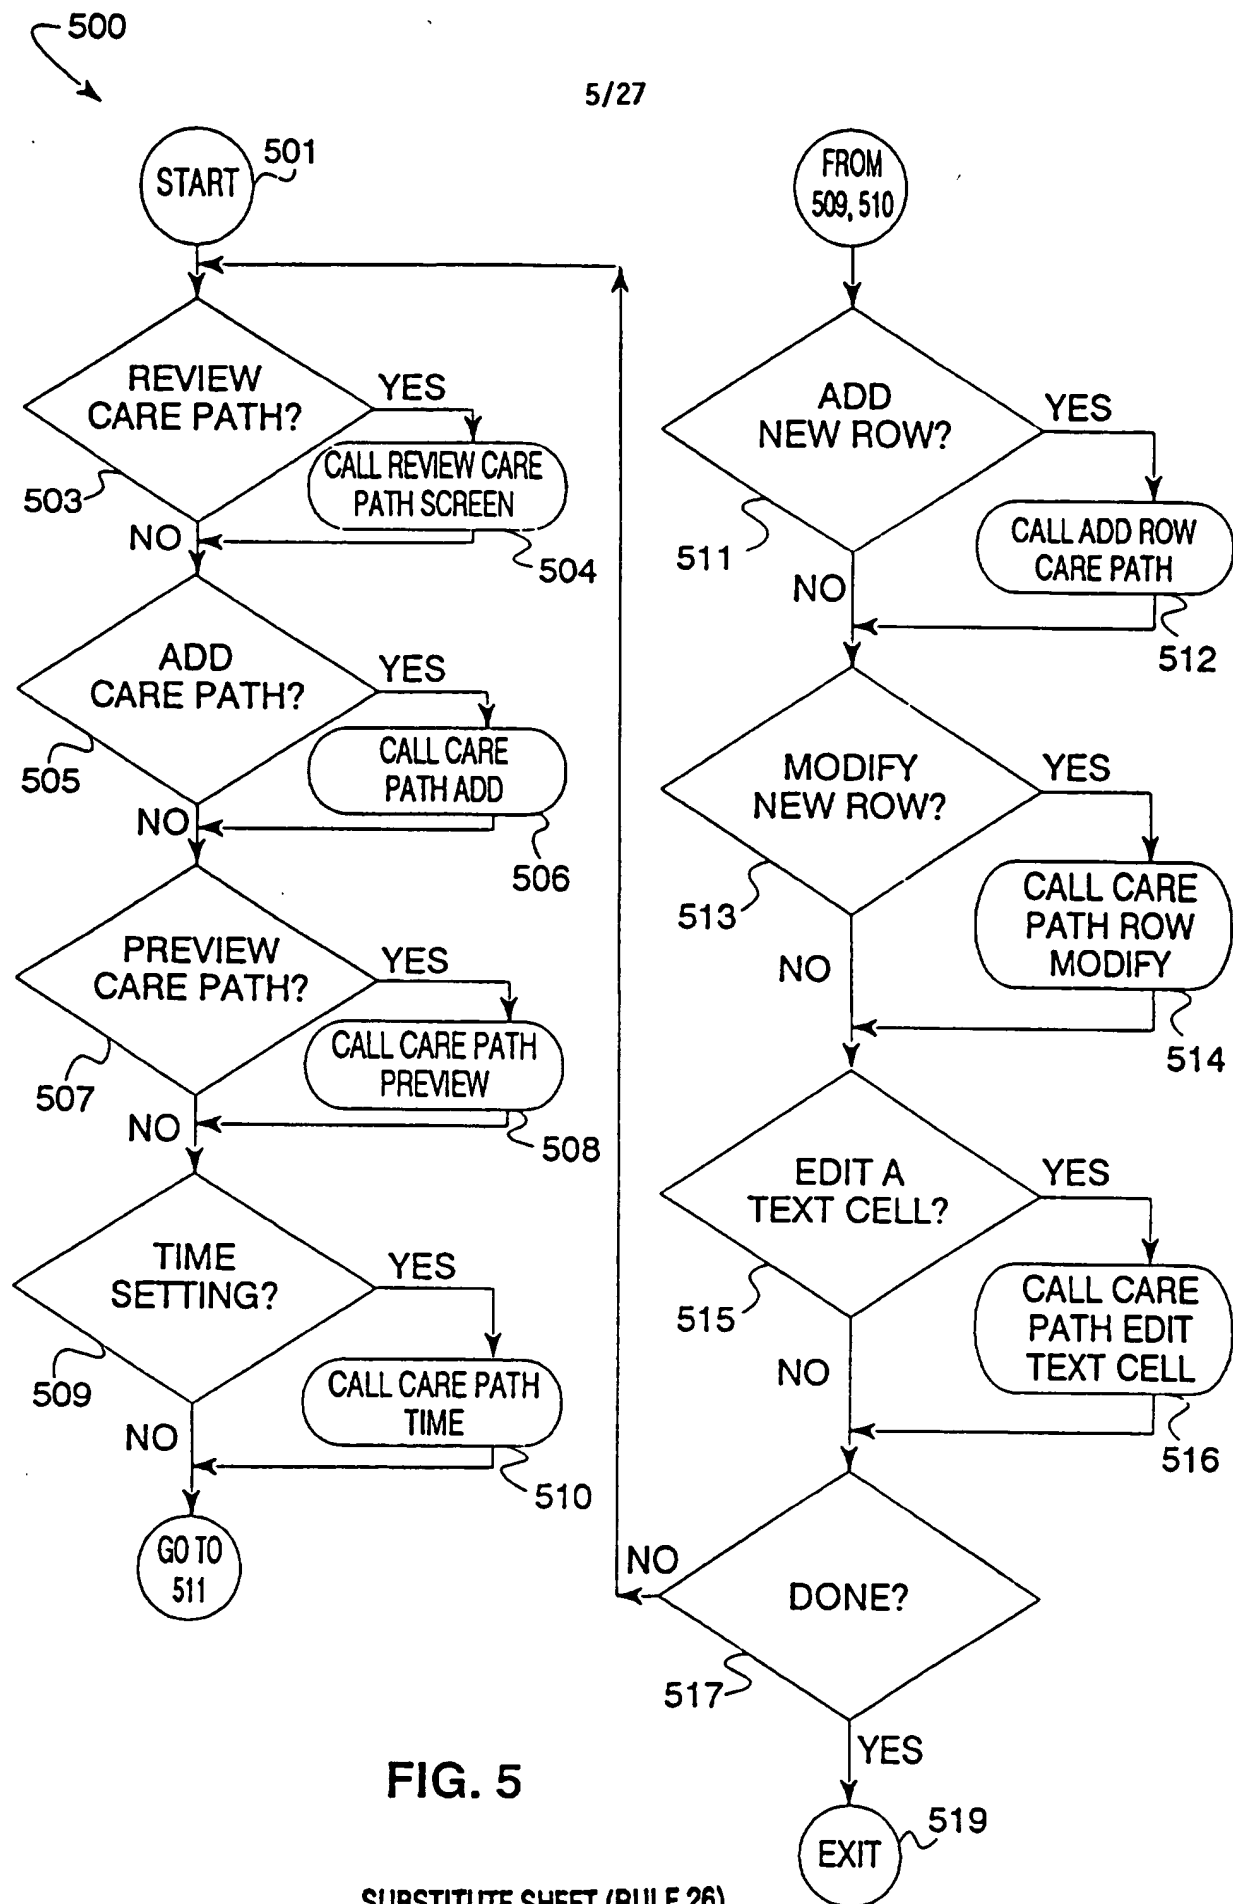 500
5/27
START
501
REVIEW
CARE PATH?
YES
503
CALL REVIEW CARE
PATH SCREEN
NO
504
ADD
CARE PATH?
YES
505
CALL CARE
PATH ADD
NO
506
PREVIEW
CARE PATH?
YES
507
CALL CARE PATH
PREVIEW
NO
508
TIME
SETTING?
YES
509
CALL CARE PATH
TIME
NO
510
GO TO
511
FROM
509, 510
ADD
NEW ROW?
YES
511
CALL ADD ROW
CARE PATH
NO
512
MODIFY
NEW ROW?
YES
513
CALL CARE
PATH ROW
MODIFY
NO
514
EDIT A
TEXT CELL?
YES
515
CALL CARE
PATH EDIT
TEXT CELL
NO
516
NO
DONE?
517
YES
EXIT
519
FIG. 5
SUBSTITUTE SHEET (RULE 26)